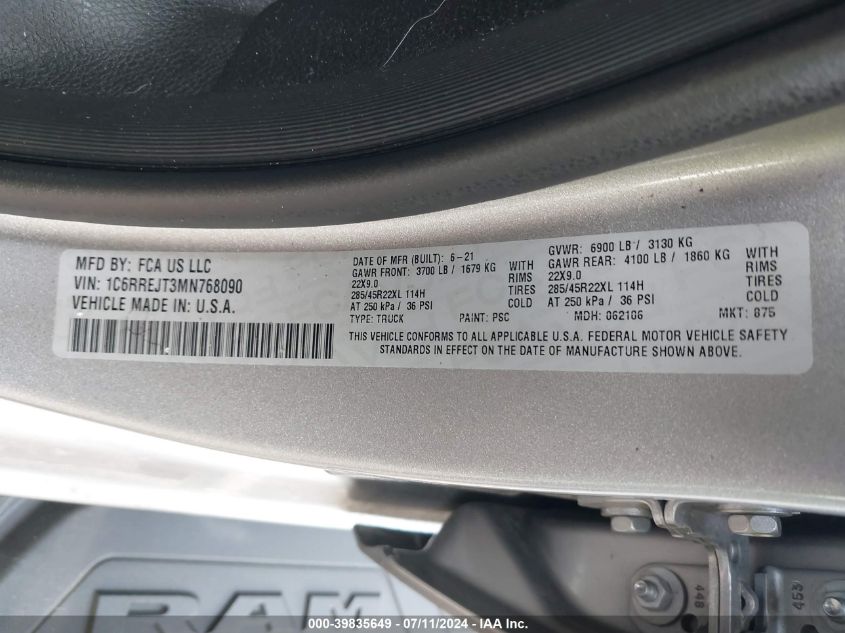 MFD BY: FCA US LLC
VIN: 1C6RREJT3MN768090
VEHICLE MADE IN: U.S.A.
DATE OF MFR (BUILT): 6-21
GVWR: 6900 LB / 3130 KG
GAWR FRONT: 3700 LB / 1679 KG WITH
GAWR REAR: 4100 LB / 1860 KG WITH
22X9.0 RIMS
22X9.0 RIMS
285/45R22XL 114H TIRES
285/45R22XL 114H TIRES
AT 250 kPa / 36 PSI COLD
AT 250 kPa / 36 PSI COLD
TYPE: TRUCK PAINT: PSC MDH: 062106 MKT: 875
THIS VEHICLE CONFORMS TO ALL APPLICABLE U.S.A. FEDERAL MOTOR VEHICLE SAFETY
STANDARDS IN EFFECT ON THE DATE OF MANUFACTURE SHOWN ABOVE.
448
453
RAM
000-39835649 - 07/11/2024 - IAA Inc.